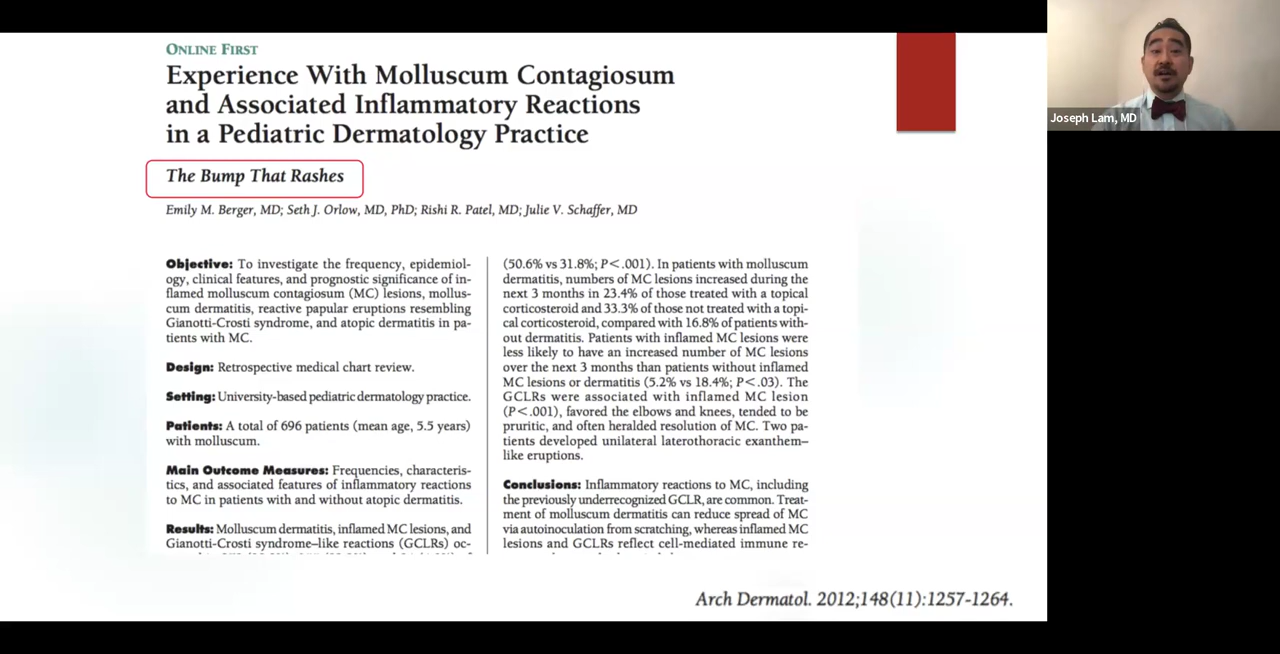 ONLINE FIRST
Experience With Molluscum Contagiosum
and Associated Inflammatory Reactions
in a Pediatric Dermatology Practice
The Bump That Rashes
Emily M. Berger, MD; Seth J. Orlow, MD, PhD; Rishi R. Patel, MD; Julie V. Schaffer, MD
Objective: To investigate the frequency, epidemiol-
ogy, clinical features, and prognostic significance of in-
flamed molluscum contagiosum (MC) lesions, mollus-
cum dermatitis, reactive papular eruptions resembling
Gianotti-Crosti syndrome, and atopic dermatitis in pa-
tients with MC.
Design: Retrospective medical chart review.
Setting: University-based pediatric dermatology practice.
Patients: A total of 696 patients (mean age, 5.5 years)
with molluscum.
Main Outcome Measures: Frequencies, characteris-
tics, and associated features of inflammatory reactions
to MC in patients with and without atopic dermatitis.
Results: Molluscum dermatitis, inflamed MC lesions, and
Gianotti-Crosti syndrome–like reactions (GCLRs) oc-
(50.6% vs 31.8%; P<.001). In patients with molluscum
dermatitis, numbers of MC lesions increased during the
next 3 months in 23.4% of those treated with a topical
corticosteroid and 33.3% of those not treated with a topi-
cal corticosteroid, compared with 16.8% of patients with-
out dermatitis. Patients with inflamed MC lesions were
less likely to have an increased number of MC lesions
over the next 3 months than patients without inflamed
MC lesions or dermatitis (5.2% vs 18.4%; P<.03). The
GCLRs were associated with inflamed MC lesion
(P<.001), favored the elbows and knees, tended to be
pruritic, and often heralded resolution of MC. Two pa-
tients developed unilateral laterothoracic exanthem–
like eruptions.
Conclusions: Inflammatory reactions to MC, including
the previously underrecognized GCLR, are common. Treat-
ment of molluscum dermatitis can reduce spread of MC
via autoinoculation from scratching, whereas inflamed MC
lesions and GCLRs reflect cell-mediated immune re-
Arch Dermatol. 2012;148(11):1257-1264.
Joseph Lam, MD